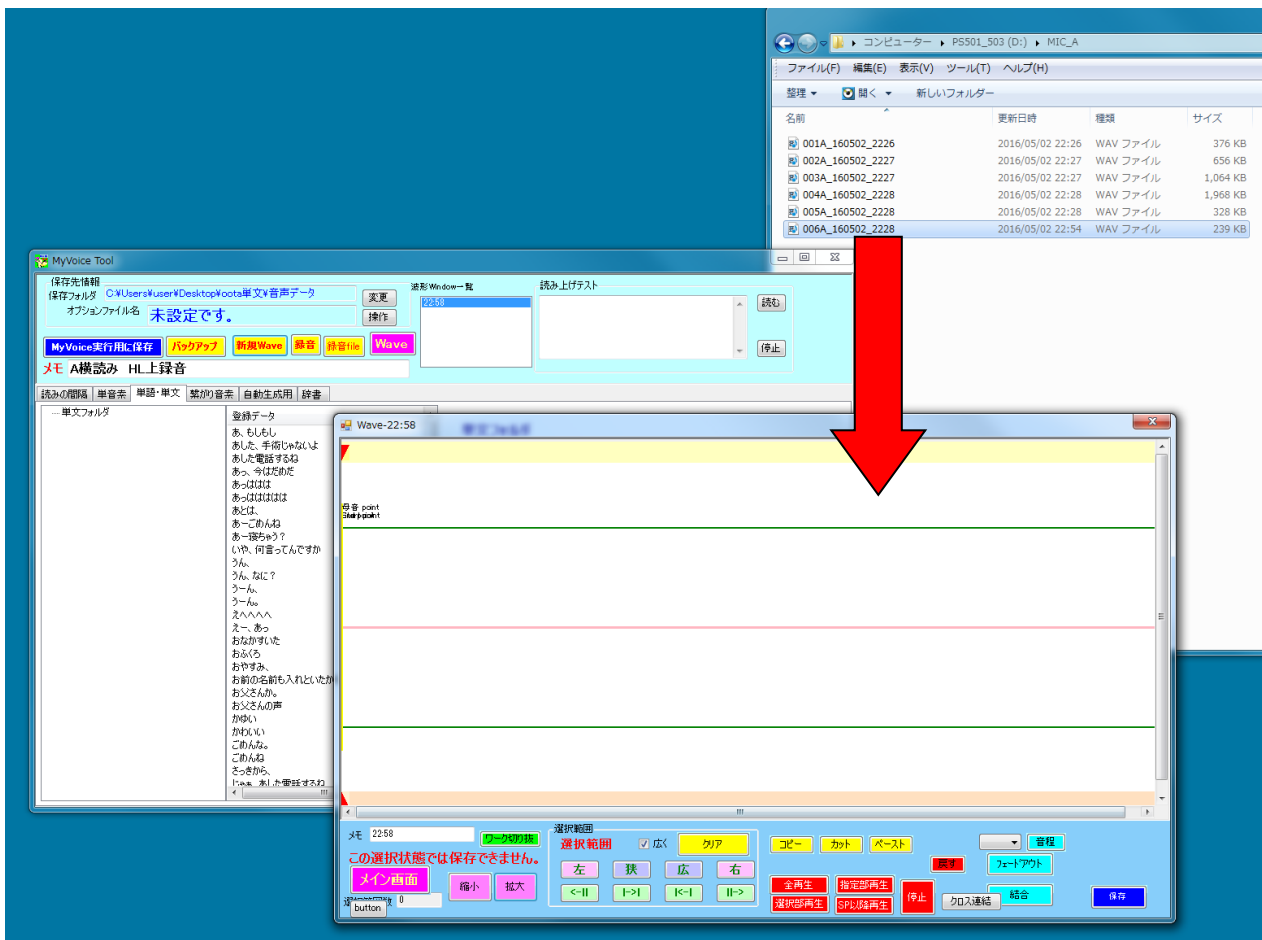 コンピューター ▸ PS501_503 (D:) ▸ MIC_A
ファイル(F) 編集(E) 表示(V) ツール(T) ヘルプ(H)
整理 開く 新しいフォルダー
名前 更新日時 種類 サイズ
001A_160502_2226 2016/05/02 22:26 WAV ファイル 376 KB
002A_160502_2227 2016/05/02 22:27 WAV ファイル 656 KB
003A_160502_2227 2016/05/02 22:27 WAV ファイル 1,064 KB
004A_160502_2228 2016/05/02 22:28 WAV ファイル 1,968 KB
005A_160502_2228 2016/05/02 22:28 WAV ファイル 328 KB
006A_160502_2228 2016/05/02 22:54 WAV ファイル 239 KB
MyVoice Tool
保存先情報
保存フォルダ C:¥Users¥user¥Desktop¥oota単文¥音声データ 変更
オプションファイル名 未設定です。 操作
波形Window一覧
22:58
読み上げテスト
読む
停止
MyVoice実行用に保存 バックアップ 新規Wave 録音 録音file Wave
メモ A横読み HL上録音
読みの間隔 単音素 単語・単文 繋がり音素 自動生成用 辞書
単文フォルダ
登録データ
あ、もしもし
あした、手術じゃないよ
あした電話するね
あっ、今はだめだ
あっははは
あっははははは
あとは、
あーごめんね
あー寝ちゃう?
いや、何言ってんですか
うん、
うん、なに?
うーん、
うーん。
えへへへへ
えー、あっ
おなかすいた
おふくろ
おやすみ、
お前の名前も入れといたか
お父さんか。
お父さんの声
かゆい
かわいい
ごめんな。
ごめんね
さっきから、
じゃぁ、あした電話するね
Wave-22:58
母音 point
メモ 22:58 ワーク切り抜
この選択状態では保存できません。
メイン画面 縮小 拡大
button 0
選択範囲
選択範囲 広く クリア
左 狭 広 右
<-|| |->| |<-| ||->
コピー カット ペースト
音程
戻す フェードアウト
全再生 指定部再生
選択部再生 SP以降再生 停止 クロス連結 結合 保存